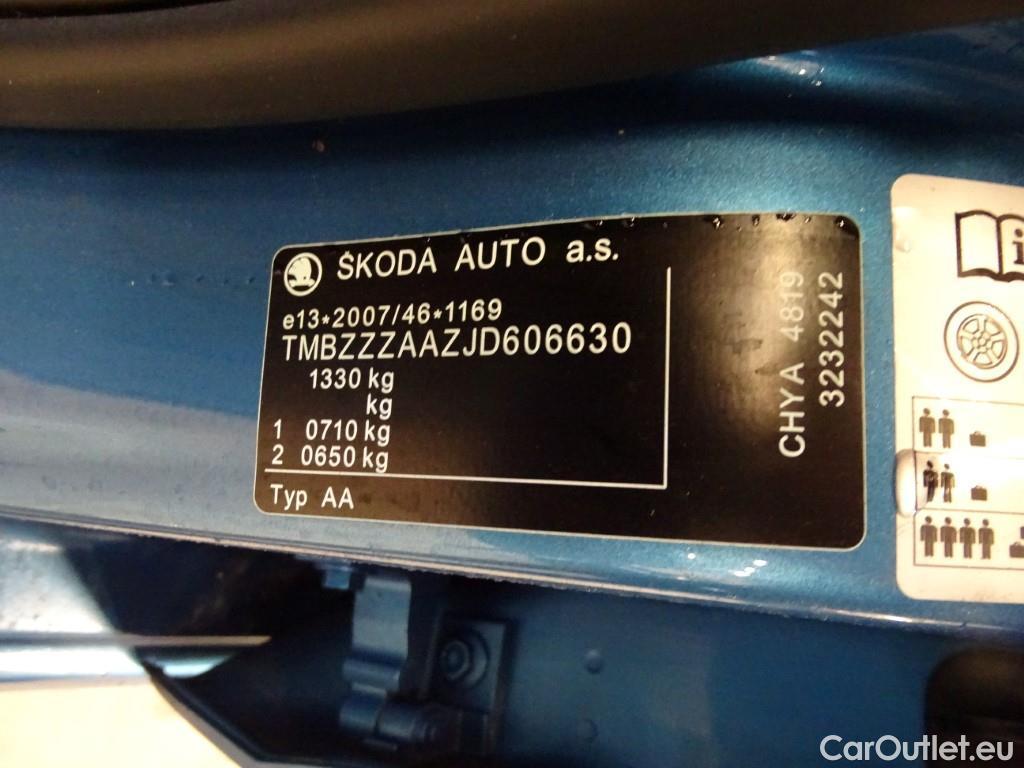 ŠKODA AUTO a.s.
e13*2007/46*1169
TMBZZZAAZJD606630
1330 kg
kg
1 0710 kg
2 0650 kg
Typ AA
CHYA 4819
3232242
i
CarOutlet.eu